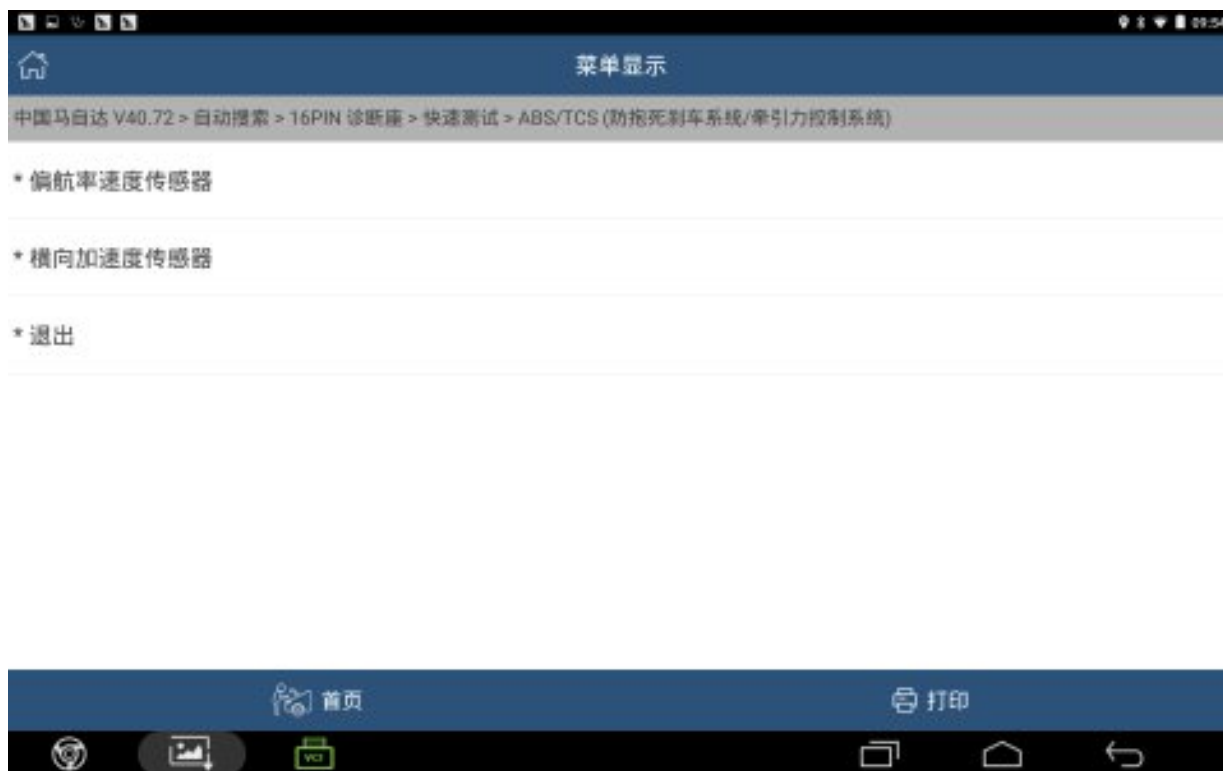 09:54
菜单显示
中国马自达 V40.72 > 自动搜索 > 16PIN 诊断座 > 快速测试 > ABS/TCS (防抱死刹车系统/牵引力控制系统)
* 偏航率速度传感器
* 横向加速度传感器
* 退出
首页
打印
VCI